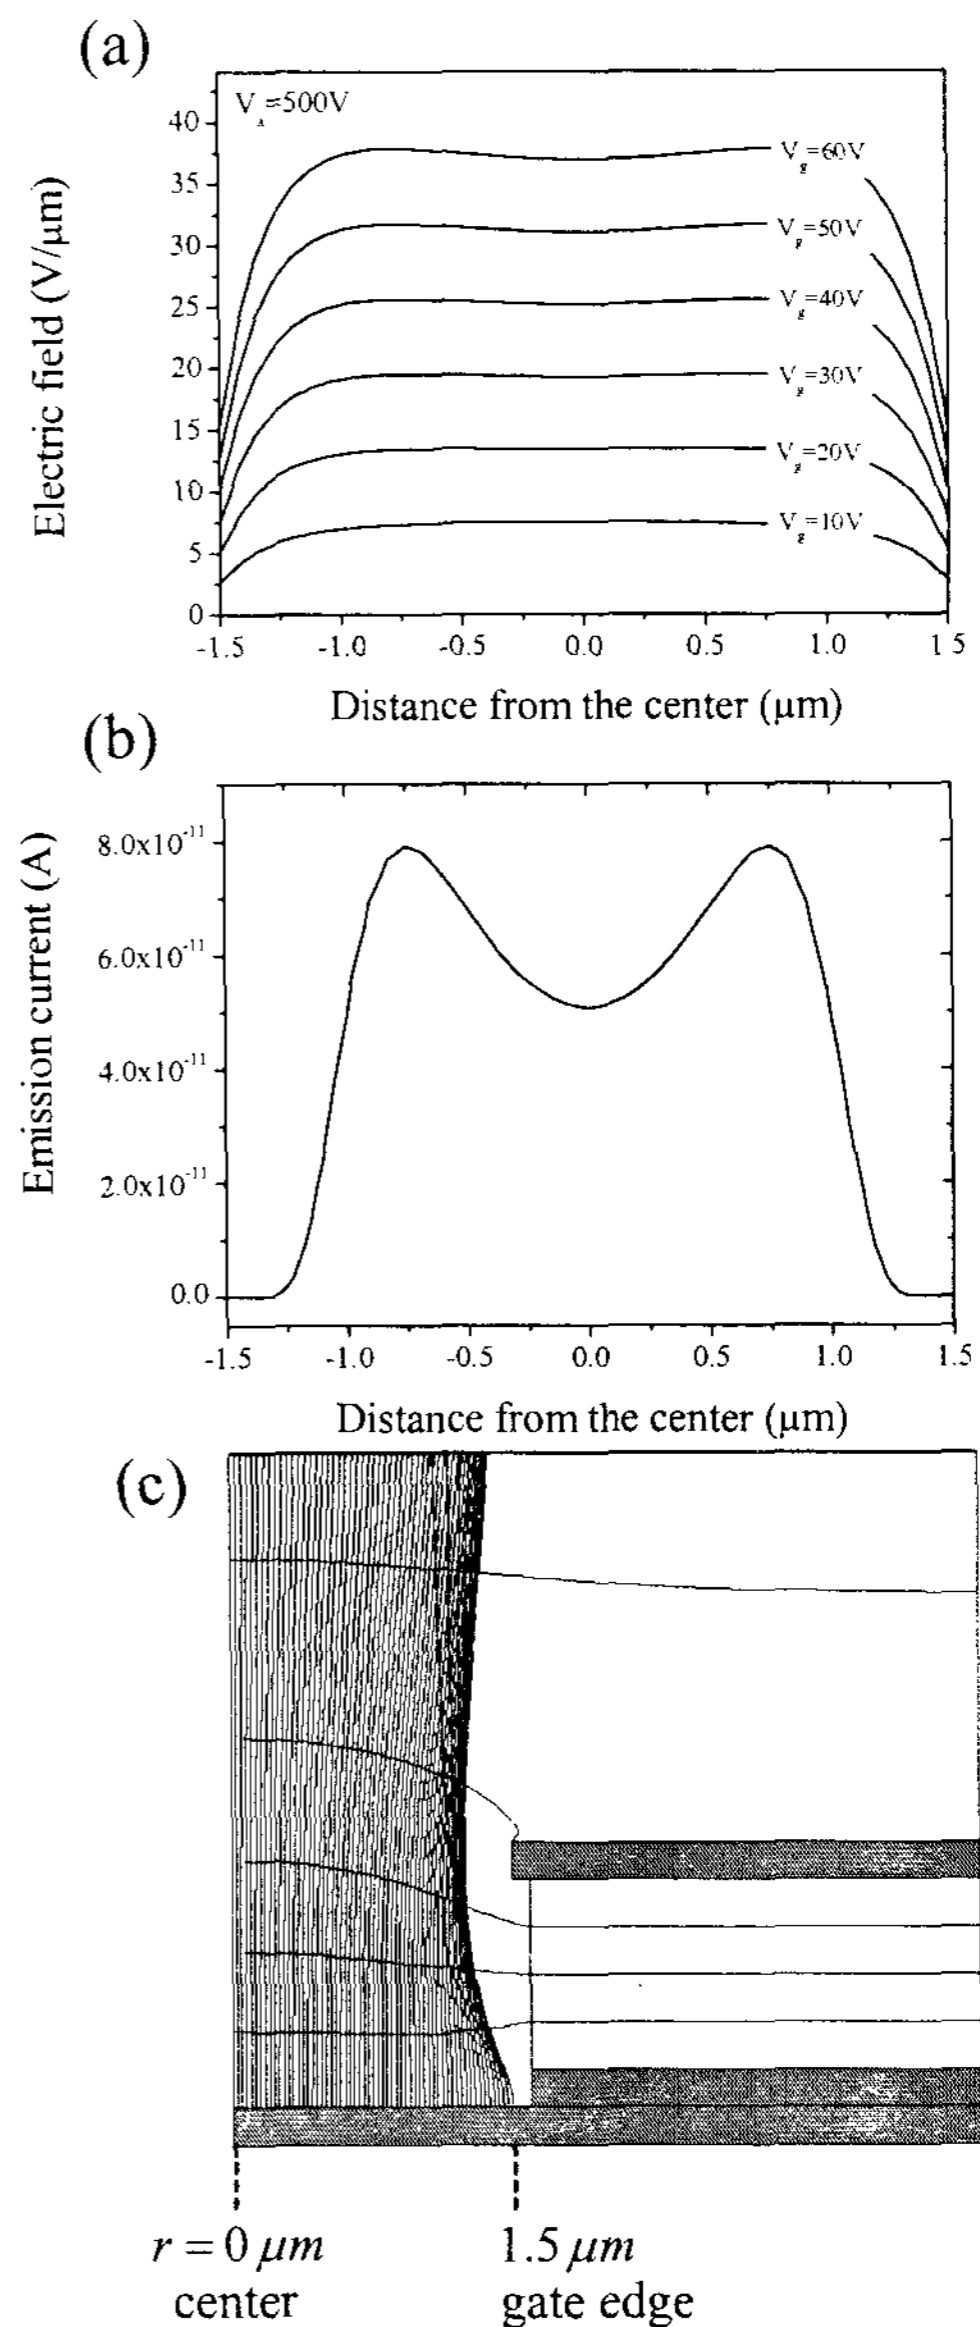 (a)
V_A=500V
40
35
30
25
20
15
10
5
0
V_g=60V
V_g=50V
V_g=40V
V_g=30V
V_g=20V
V_g=10V
Electric field (V/μm)
-1.5 -1.0 -0.5 0.0 0.5 1.0 1.5
Distance from the center (μm)
(b)
8.0x10^-11
6.0x10^-11
4.0x10^-11
2.0x10^-11
0.0
Emission current (A)
-1.5 -1.0 -0.5 0.0 0.5 1.0 1.5
Distance from the center (μm)
(c)
r = 0 μm 1.5 μm
center gate edge